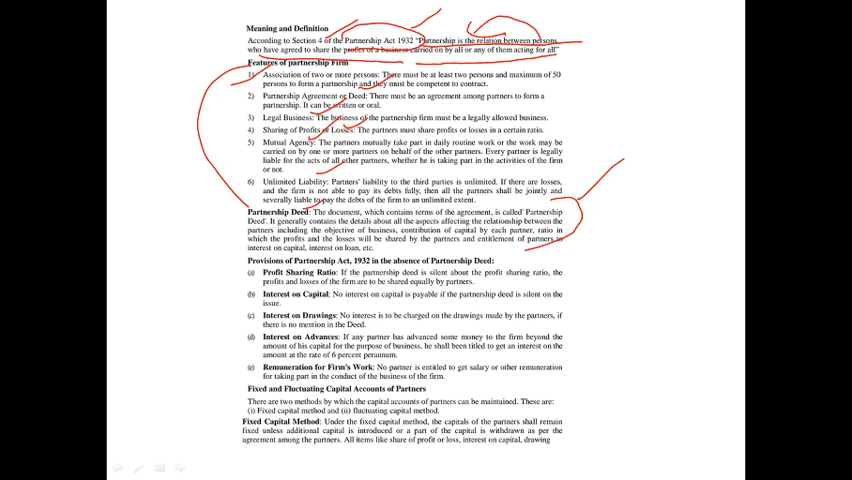 Meaning and Definition
According to Section 4 of the Partnership Act 1932 "Partnership is the relation between persons
who have agreed to share the profits of a business carried on by all or any of them acting for all"
Features of partnership Firm
1) Association of two or more persons: There must be at least two persons and maximum of 50
persons to form a partnership and they must be competent to contract.
2) Partnership Agreement or Deed: There must be an agreement among partners to form a
partnership. It can be written or oral.
3) Legal Business: The business of the partnership firm must be a legally allowed business.
4) Sharing of Profits or Losses: The partners must share profits or losses in a certain ratio.
5) Mutual Agency: The partners mutually take part in daily routine work or the work may be
carried on by one or more partners on behalf of the other partners. Every partner is legally
liable for the acts of all other partners, whether he is taking part in the activities of the firm
or not.
6) Unlimited Liability: Partners' liability to the third parties is unlimited. If there are losses,
and the firm is not able to pay its debts fully, then all the partners shall be jointly and
severally liable to pay the debts of the firm to an unlimited extent.
Partnership Deed: The document, which contains terms of the agreement, is called' Partnership
Deed'. It generally contains the details about all the aspects affecting the relationship between the
partners including the objective of business, contribution of capital by each partner, ratio in
which the profits and the losses will be shared by the partners and entitlement of partners to
interest on capital, interest on loan, etc.
Provisions of Partnership Act, 1932 in the absence of Partnership Deed:
(a) Profit Sharing Ratio: If the partnership deed is silent about the profit sharing ratio, the
profits and losses of the firm are to be shared equally by partners.
(b) Interest on Capital: No interest on capital is payable if the partnership deed is silent on the
issue.
(c) Interest on Drawings: No interest is to be charged on the drawings made by the partners, if
there is no mention in the Deed.
(d) Interest on Advances: If any partner has advanced some money to the firm beyond the
amount of his capital for the purpose of business, he shall been titled to get an interest on the
amount at the rate of 6 percent perannum.
(e) Remuneration for Firm's Work: No partner is entitled to get salary or other remuneration
for taking part in the conduct of the business of the firm.
Fixed and Fluctuating Capital Accounts of Partners
There are two methods by which the capital accounts of partners can be maintained. These are:
(i) Fixed capital method and (ii) fluctuating capital method.
Fixed Capital Method: Under the fixed capital method, the capitals of the partners shall remain
fixed unless additional capital is introduced or a part of the capital is withdrawn as per the
agreement among the partners. All items like share of profit or loss, interest on capital, drawing